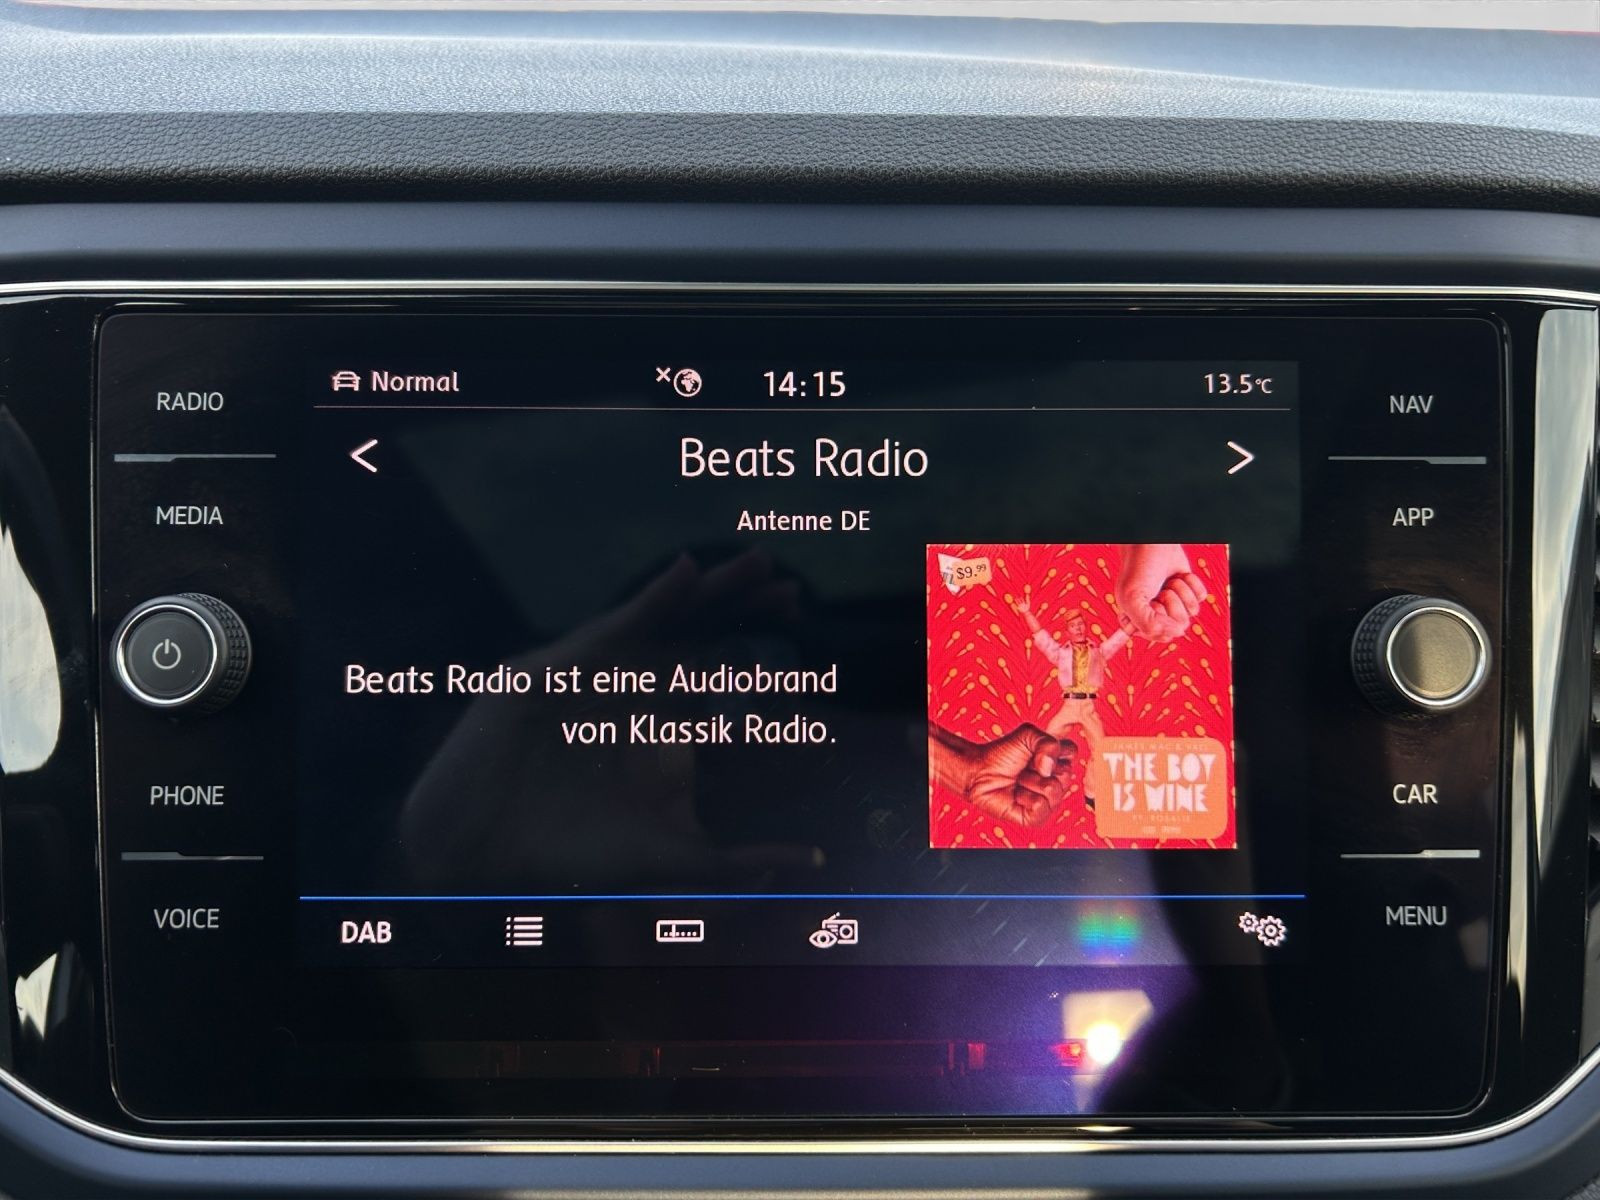 RADIO
MEDIA
PHONE
VOICE
Normal
14:15
13.5°C
< Beats Radio >
Antenne DE
Beats Radio ist eine Audiobrand
von Klassik Radio.
$9.99
THE BOY
IS MINE
DAB
NAV
APP
CAR
MENU